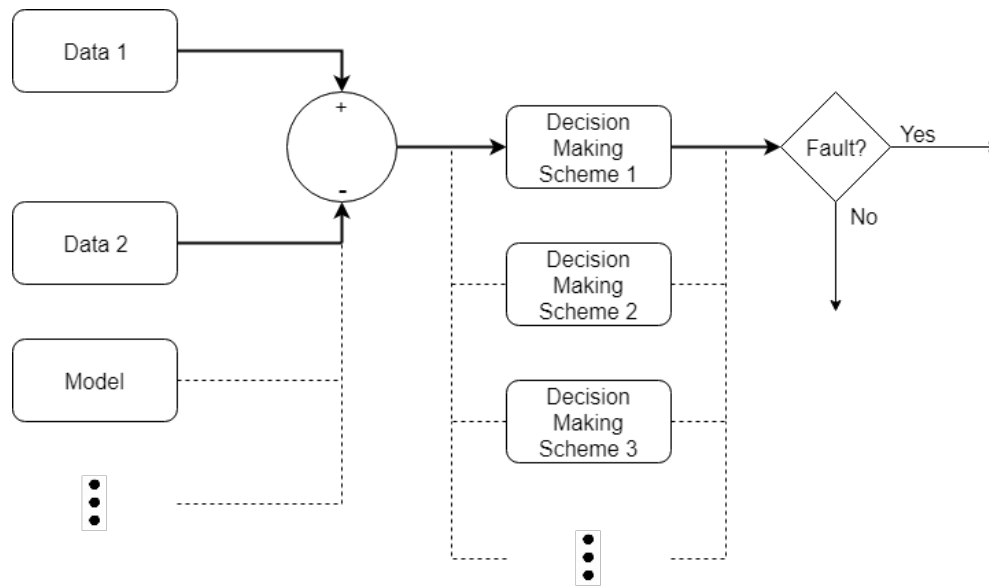 Data 1
+
-
Data 2
Model
Decision
Making
Scheme 1
Decision
Making
Scheme 2
Decision
Making
Scheme 3
Fault?
Yes
No